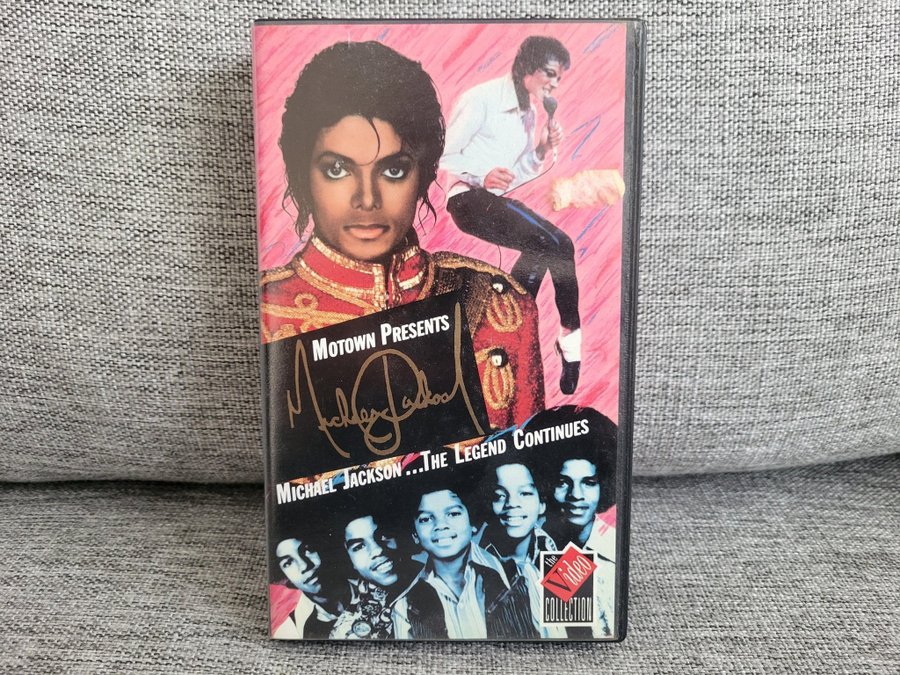 MOTOWN PRESENTS
Michael Jackson
MICHAEL JACKSON...THE LEGEND CONTINUES
the
Video
COLLECTION